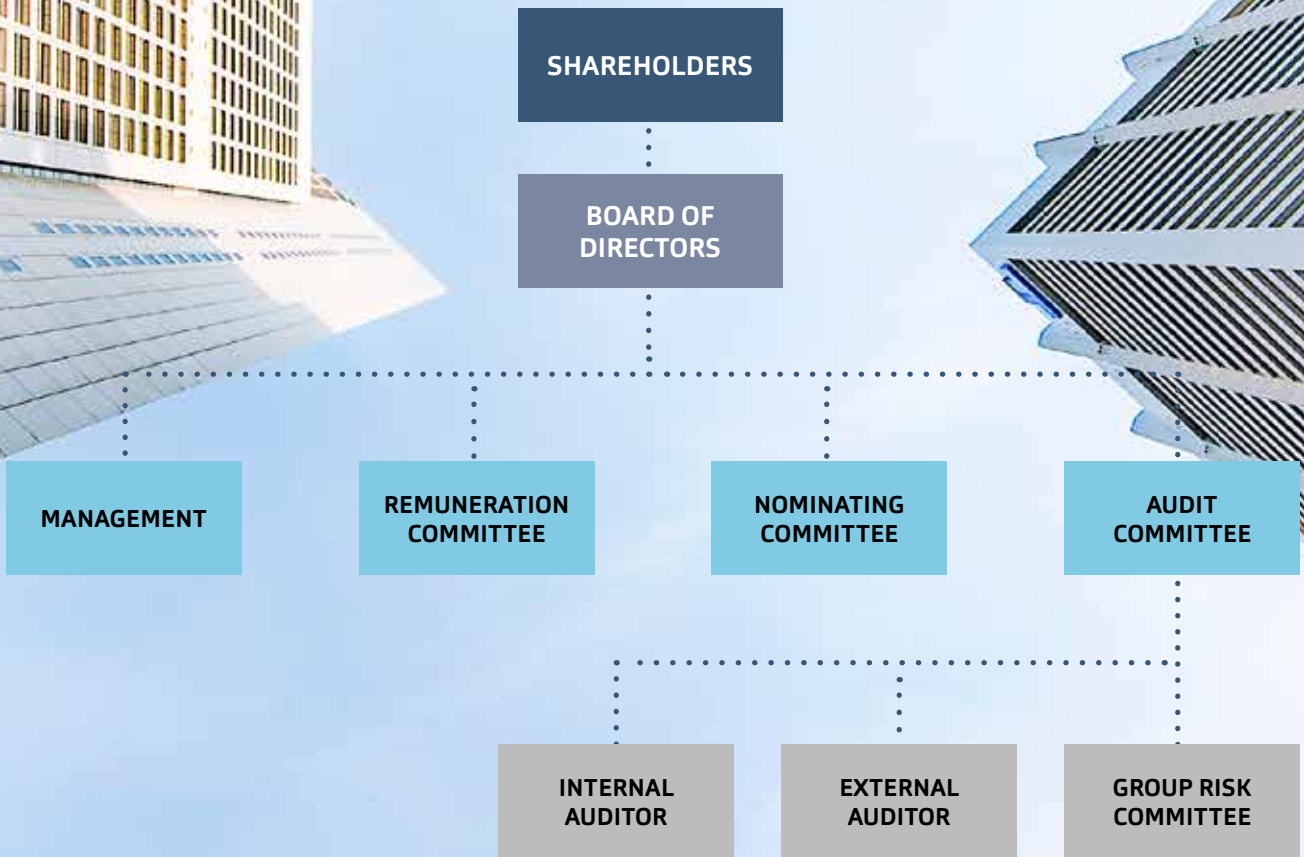 SHAREHOLDERS
BOARD OF
DIRECTORS
MANAGEMENT
REMUNERATION
COMMITTEE
NOMINATING
COMMITTEE
AUDIT
COMMITTEE
INTERNAL
AUDITOR
EXTERNAL
AUDITOR
GROUP RISK
COMMITTEE